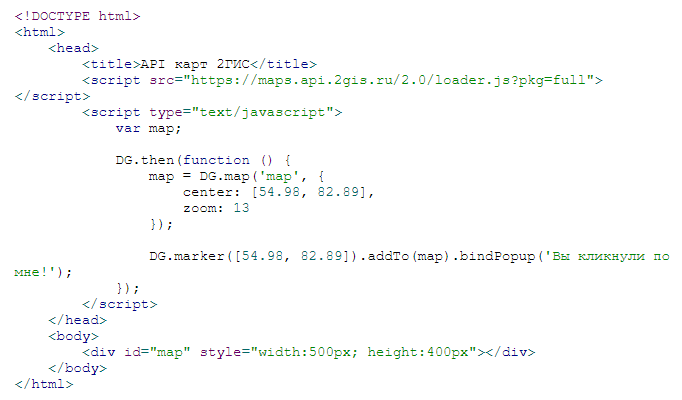 <!DOCTYPE html>
<html>
    <head>
        <title>API карт 2ГИС</title>
        <script src="https://maps.api.2gis.ru/2.0/loader.js?pkg=full">
</script>
        <script type="text/javascript">
            var map;

            DG.then(function () {
                map = DG.map('map', {
                    center: [54.98, 82.89],
                    zoom: 13
                });

                DG.marker([54.98, 82.89]).addTo(map).bindPopup('Вы кликнули по
мне!');
            });
        </script>
    </head>
    <body>
        <div id="map" style="width:500px; height:400px"></div>
    </body>
</html>